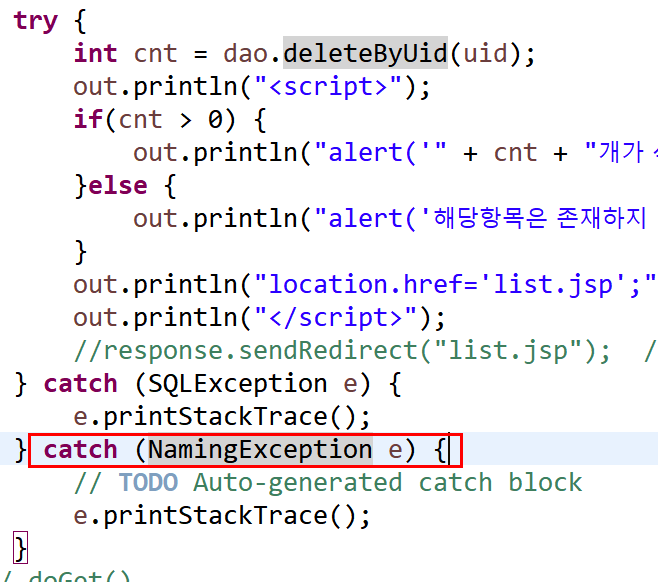 try {
int cnt = dao.deleteByUid(uid);
out.println("<script>");
if(cnt > 0) {
out.println("alert('" + cnt + "개가
}else {
out.println("alert('해당항목은 존재하지
}
out.println("location.href='list.jsp';"
out.println("</script>");
//response.sendRedirect("list.jsp");  /
} catch (SQLException e) {
e.printStackTrace();
} catch (NamingException e) {
// TODO Auto-generated catch block
e.printStackTrace();
}
/ doGet()